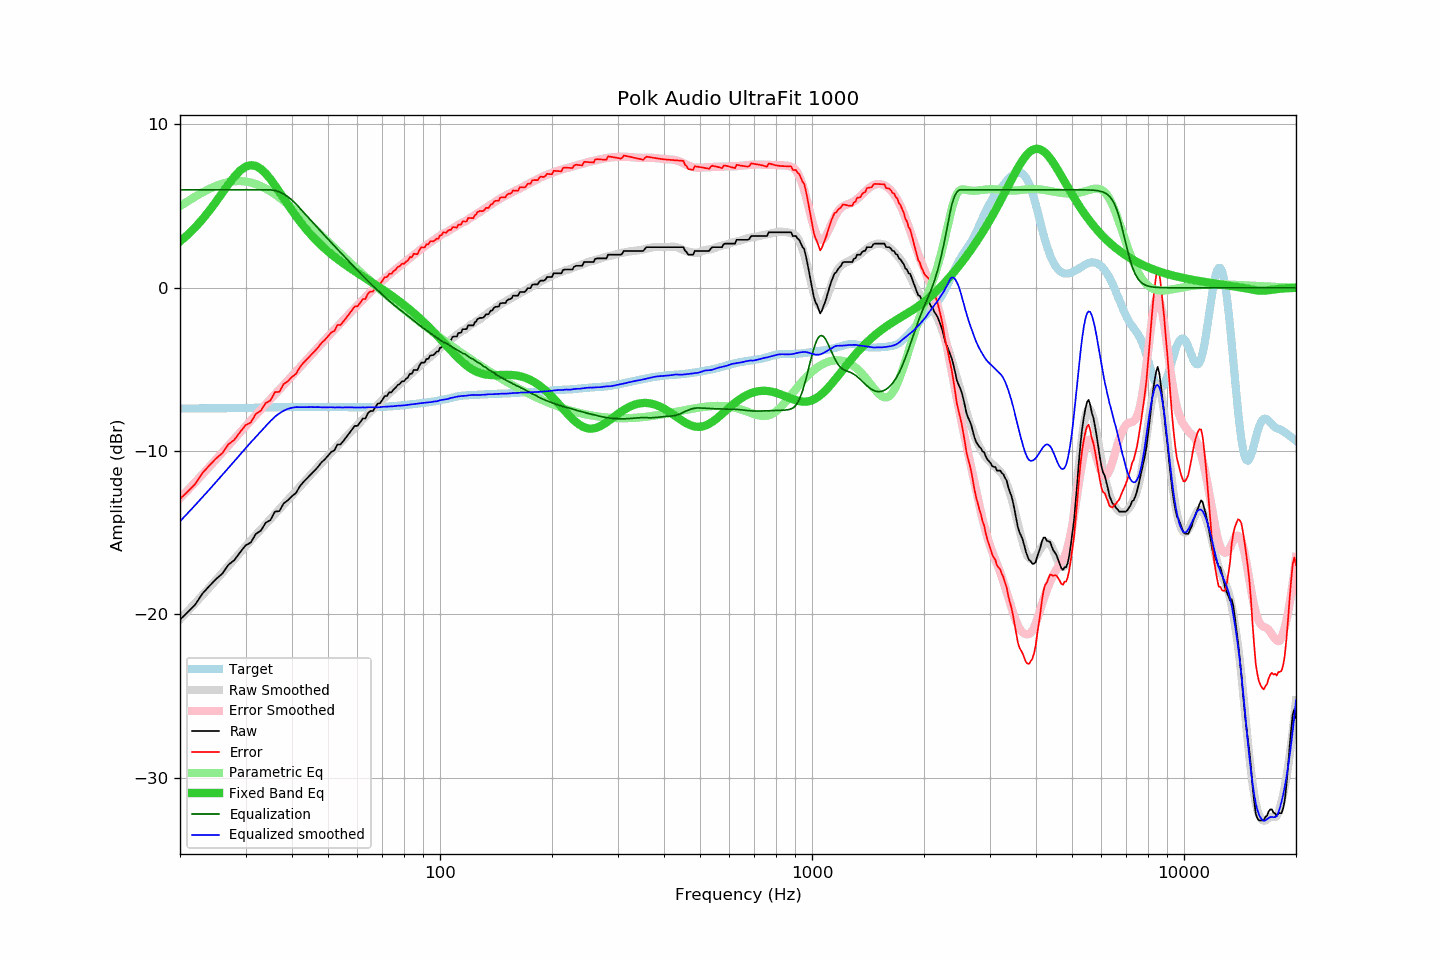 Polk Audio UltraFit 1000
10
0
−10
−20
−30
Amplitude (dBr)
Target
Raw Smoothed
Error Smoothed
Raw
Error
Parametric Eq
Fixed Band Eq
Equalization
Equalized smoothed
100
1000
10000
Frequency (Hz)